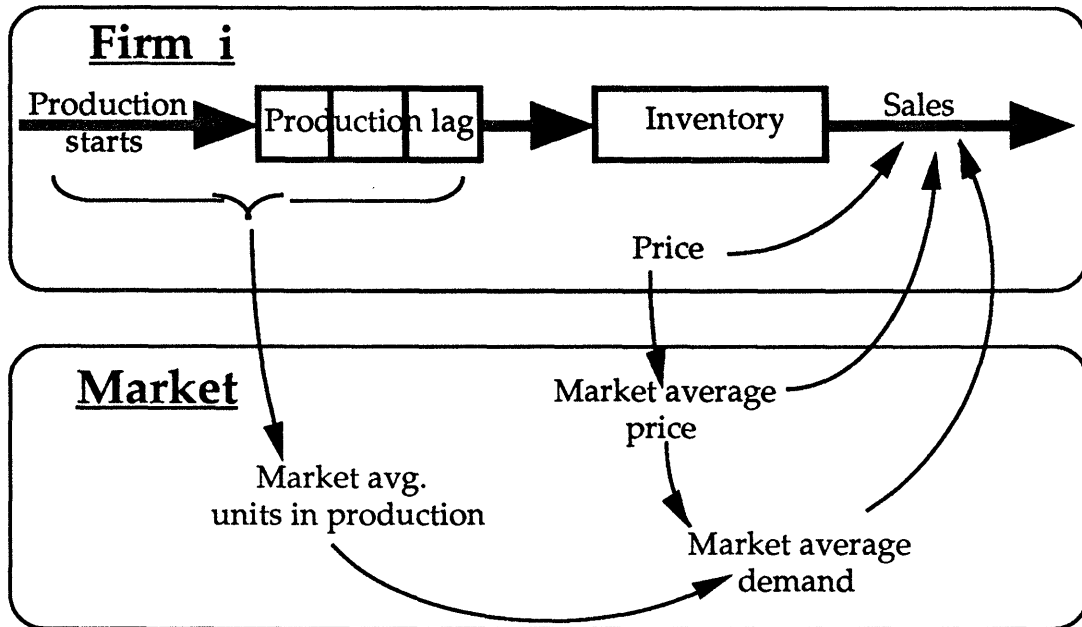 Firm i
Production
starts
Production lag
Inventory
Sales
Price
Market
Market average
price
Market avg.
units in production
Market average
demand